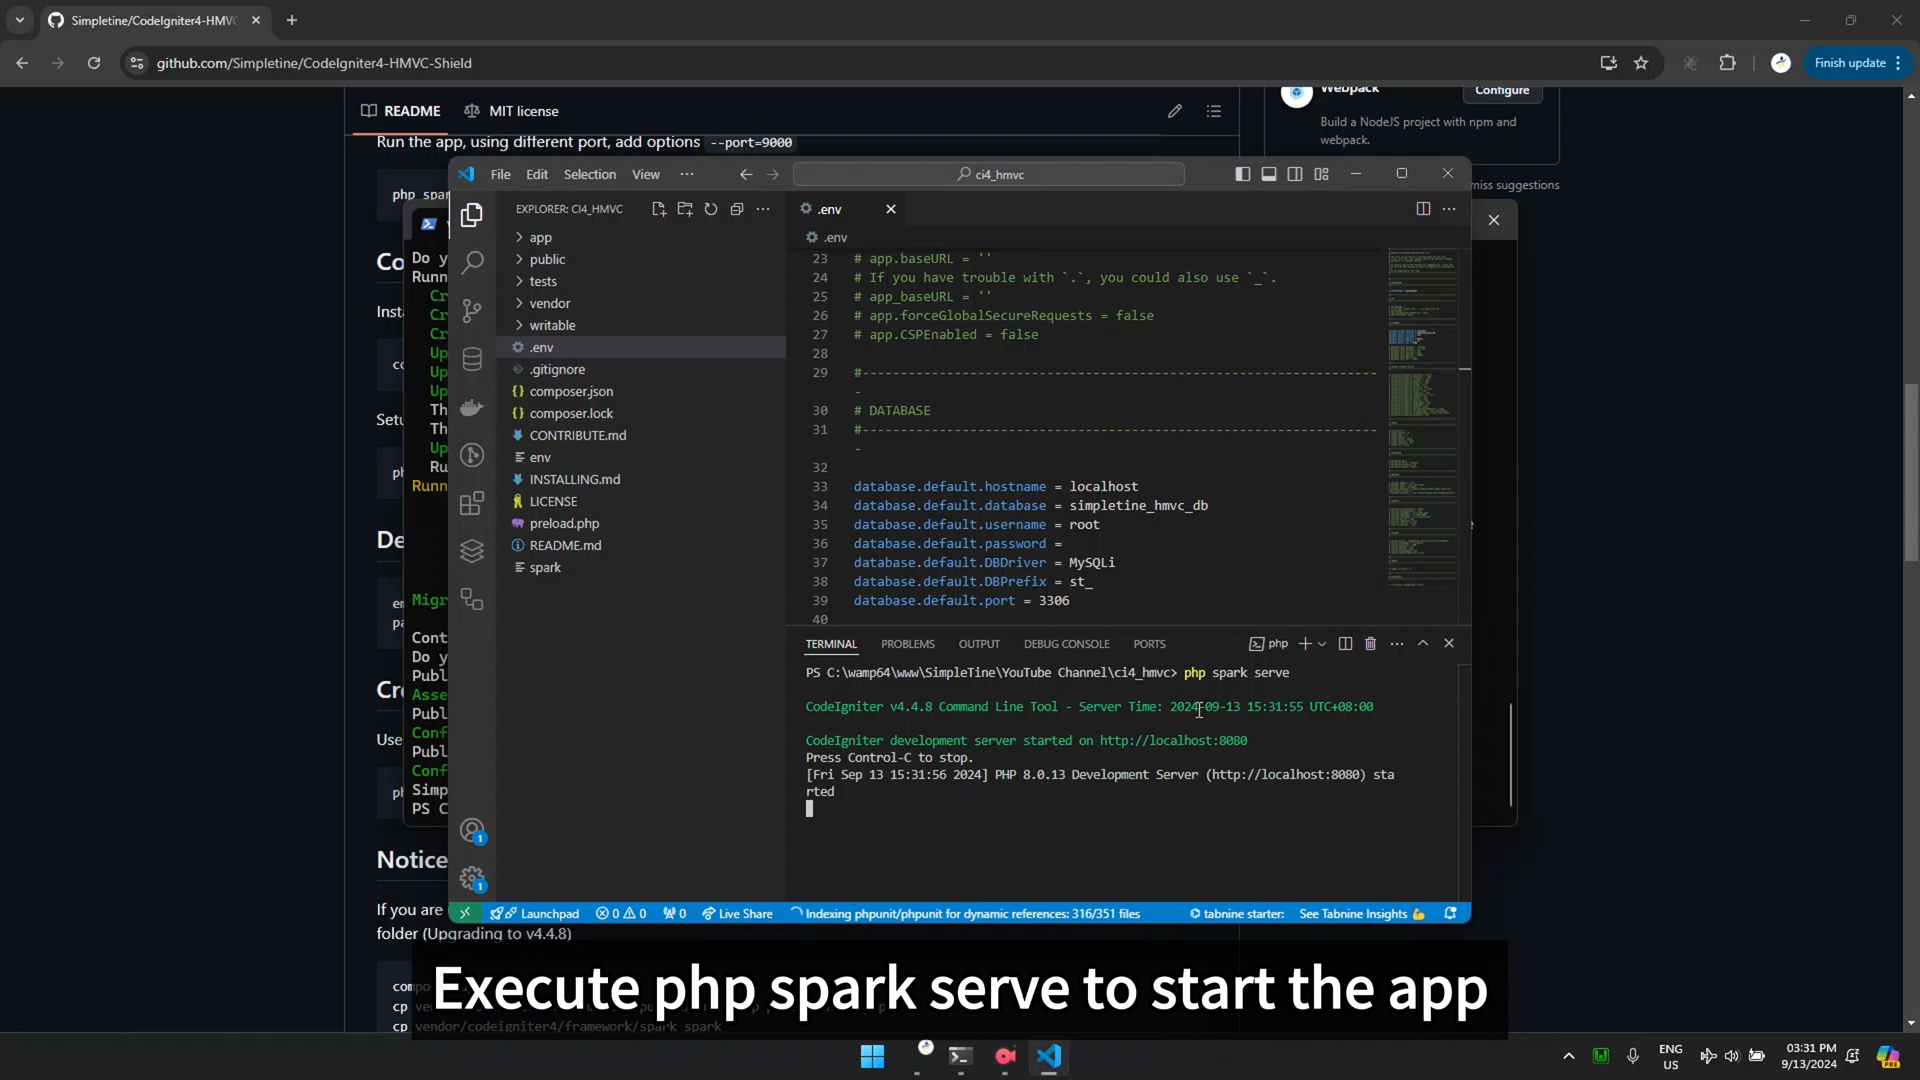 Simpletine/CodeIgniter4-HMVC
github.com/Simpletine/CodeIgniter4-HMVC-Shield
Finish update
README
MIT license
Webpack
Configure
Build a NodeJS project with npm and
webpack.
miss suggestions
Run the app, using different port, add options --port=9000
php spar
File Edit Selection View
ci4_hmvc
EXPLORER: CI4_HMVC
app
public
tests
vendor
writable
.env
.gitignore
composer.json
composer.lock
CONTRIBUTE.md
env
INSTALLING.md
LICENSE
preload.php
README.md
spark
.env
.env
23 # app.baseURL = ''
24 # If you have trouble with `.`, you could also use `_`.
25 # app_baseURL = ''
26 # app.forceGlobalSecureRequests = false
27 # app.CSPEnabled = false
28
29 #--------------------------------------------------------------------
-
30 # DATABASE
31 #--------------------------------------------------------------------
-
32
33 database.default.hostname = localhost
34 database.default.database = simpletine_hmvc_db
35 database.default.username = root
36 database.default.password =
37 database.default.DBDriver = MySQLi
38 database.default.DBPrefix = st_
39 database.default.port = 3306
40
TERMINAL PROBLEMS OUTPUT DEBUG CONSOLE PORTS
php
PS C:\wamp64\www\SimpleTine\YouTube Channel\ci4_hmvc> php spark serve
CodeIgniter v4.4.8 Command Line Tool - Server Time: 2024-09-13 15:31:55 UTC+08:00
CodeIgniter development server started on http://localhost:8080
Press Control-C to stop.
[Fri Sep 13 15:31:56 2024] PHP 8.0.13 Development Server (http://localhost:8080) sta
rted
1
1
Launchpad
0 0
0
Live Share
Indexing phpunit/phpunit for dynamic references: 316/351 files
tabnine starter: See Tabnine Insights
Co
Inst
co
Setu
ph
De
em
pa
Cre
Use
ph
Do y
Runn
Cr
Cr
Cr
Up
Up
Up
Th
Th
Up
Ru
Runn
Migr
Cont
Do y
Publ
Asse
Publ
Conf
Publ
Conf
Simp
PS C
Notice
If you are
folder (Upgrading to v4.4.8)
comp
cp
cp vendor/codeigniter4/framework/spark spark
Execute php spark serve to start the app
ENG
US
03:31 PM
9/13/2024
PRE